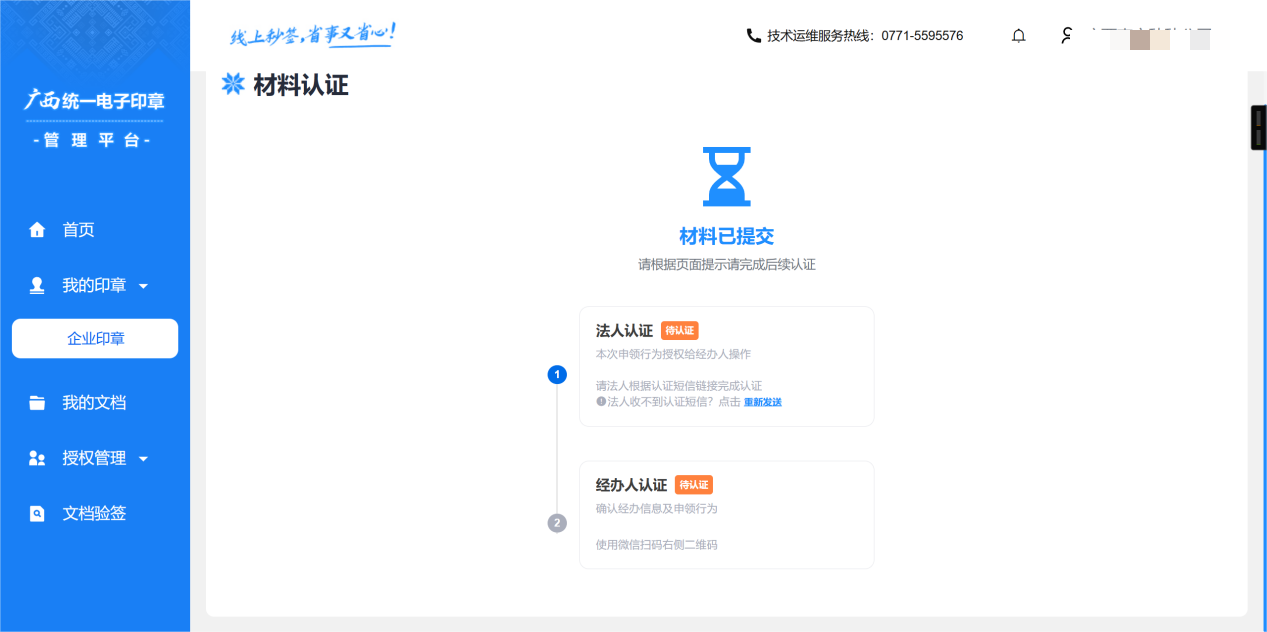 线上秒签,省事又省心!
技术运维服务热线：0771-5595576
广西统一电子印章
-管理平台-
材料认证
首页
我的印章
企业印章
我的文档
授权管理
文档验签
材料已提交
请根据页面提示请完成后续认证
1
法人认证 待认证
本次申领行为授权给经办人操作
请法人根据认证短信链接完成认证
法人收不到认证短信？点击 重新发送
2
经办人认证 待认证
确认经办信息及申领行为
使用微信扫码右侧二维码